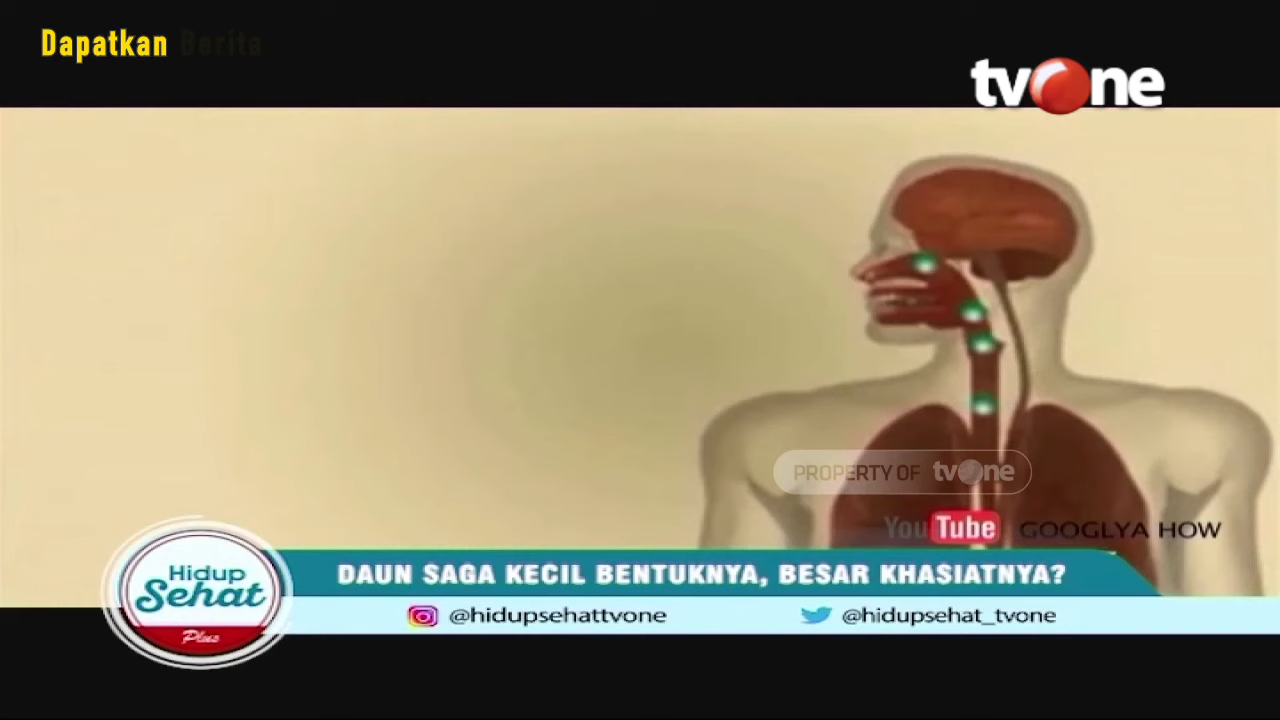 Dapatkan Berita
tvOne
PROPERTY OF tvOne
YouTube GOOGLYA HOW
Hidup
Sehat
Plus
DAUN SAGA KECIL BENTUKNYA, BESAR KHASIATNYA?
@hidupsehattvone @hidupsehat_tvone